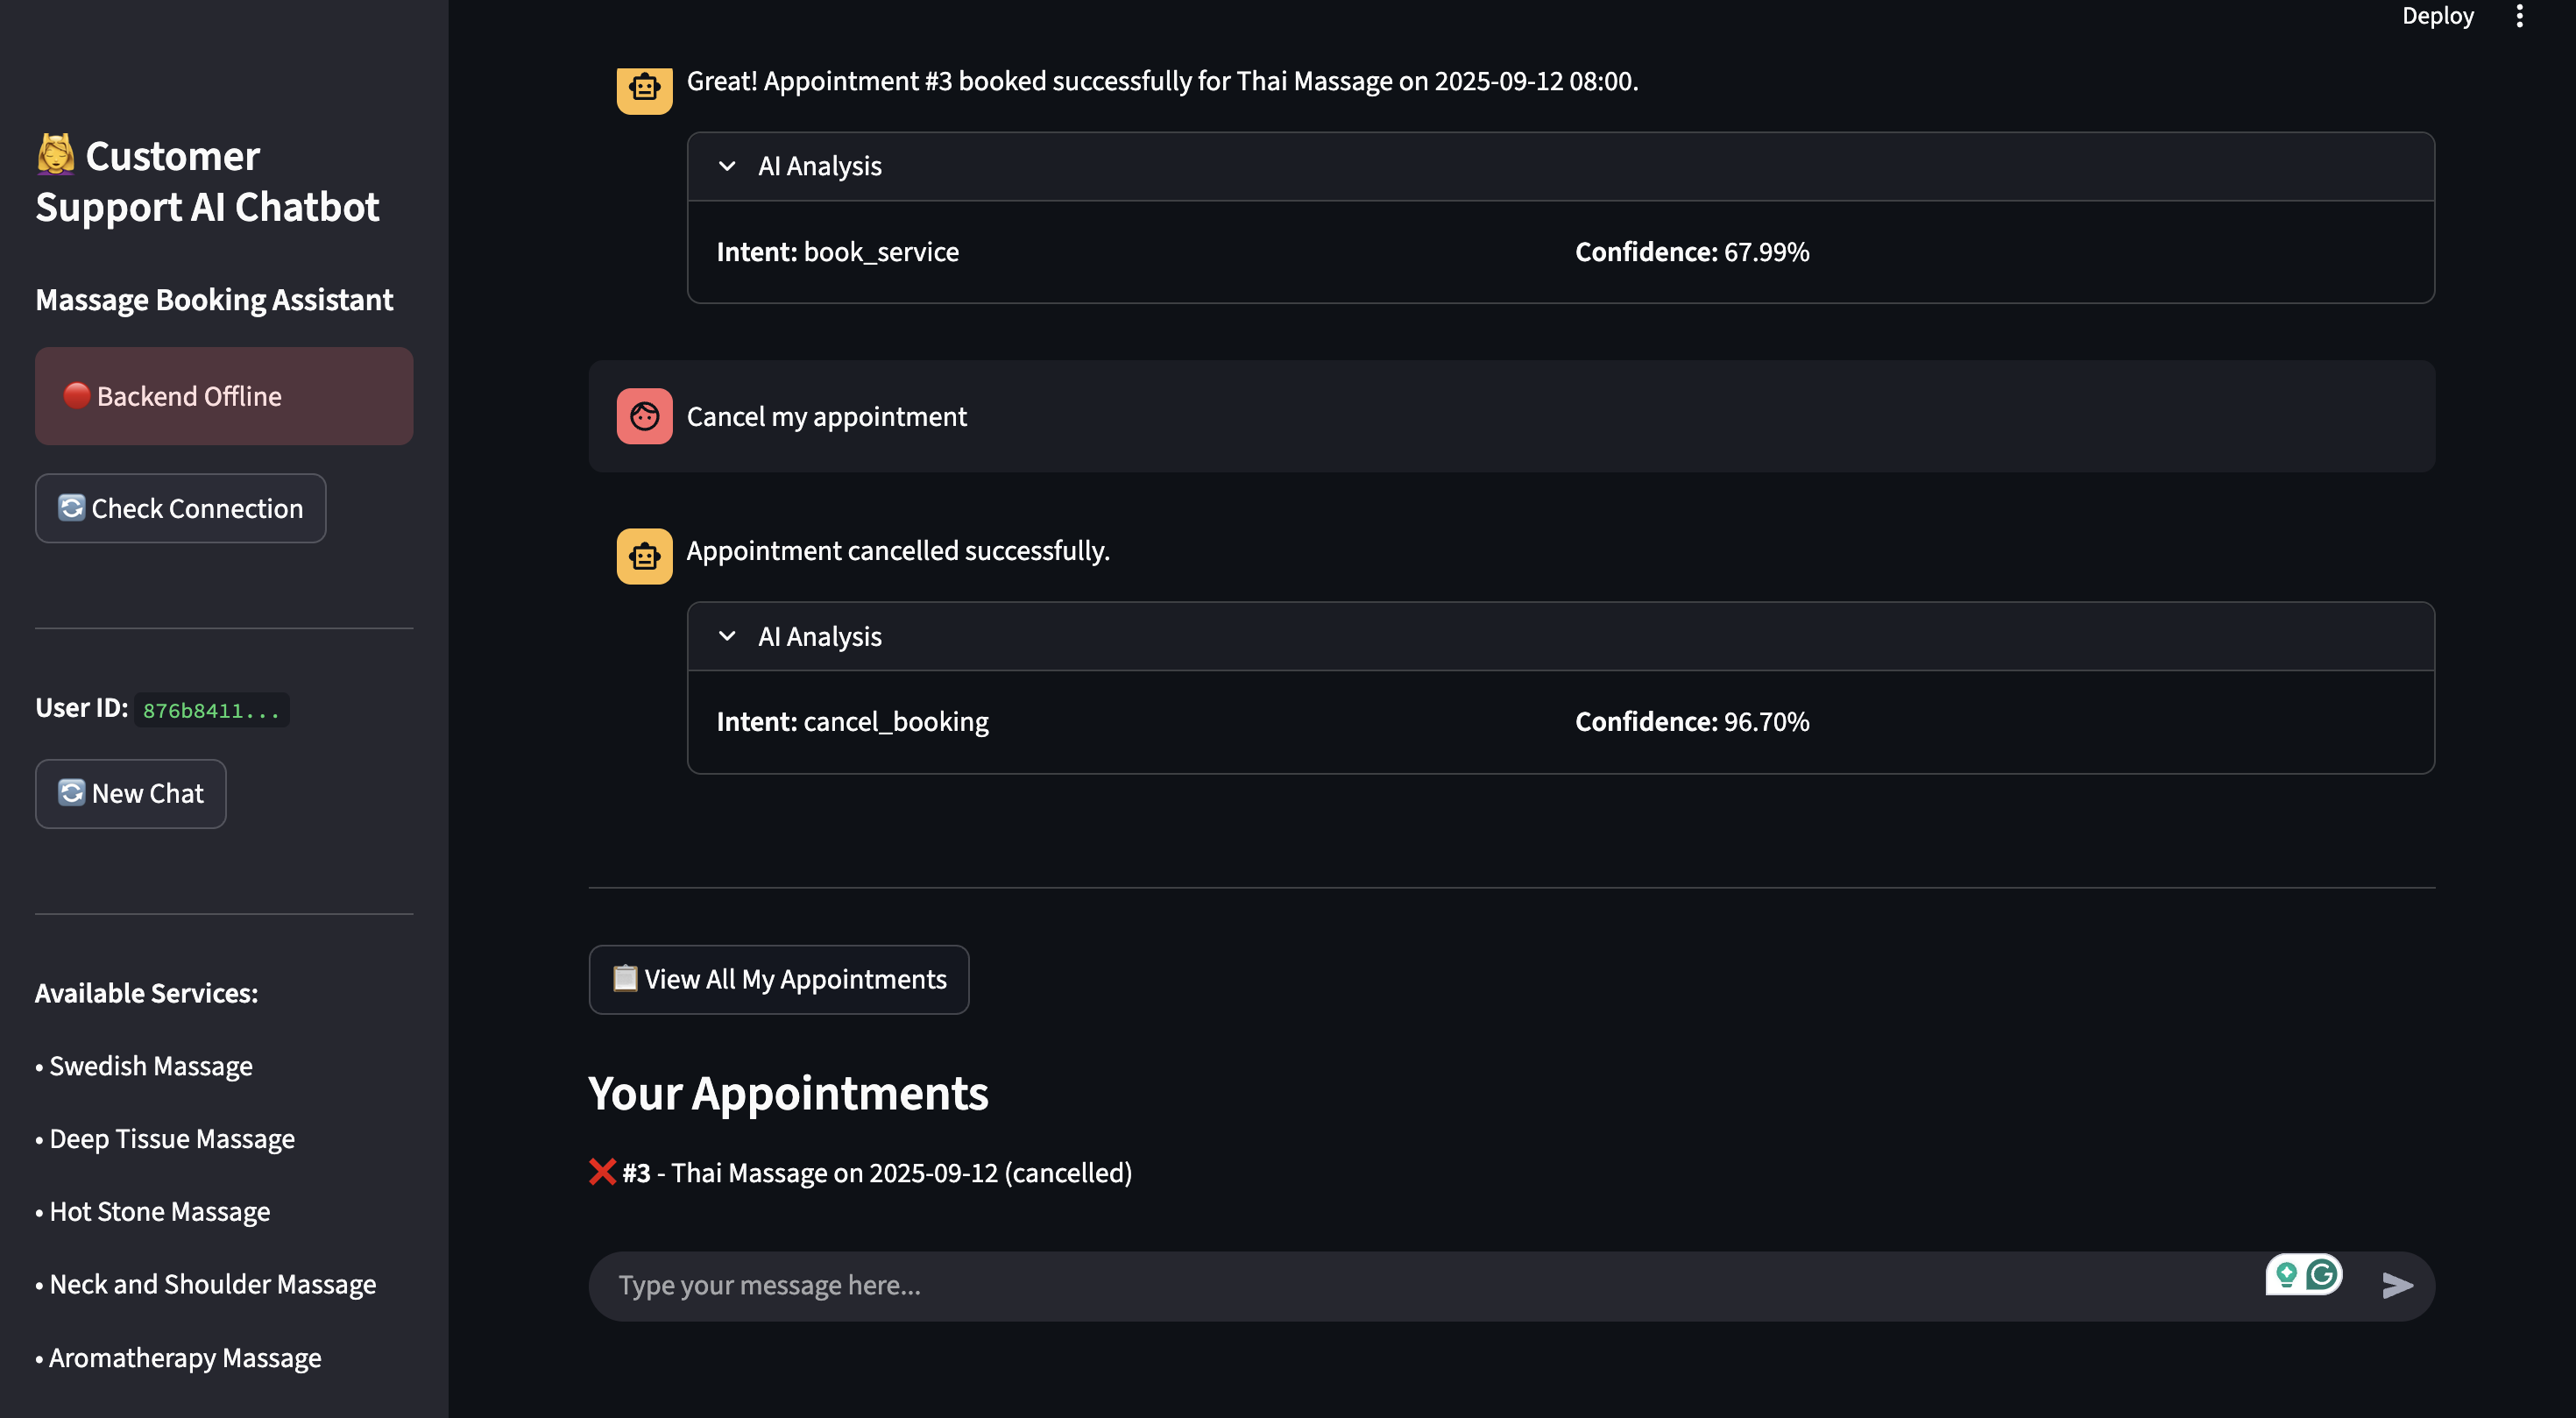 Deploy
Customer
Support AI Chatbot
Massage Booking Assistant
Backend Offline
Check Connection
User ID: 876b8411...
New Chat
Available Services:
• Swedish Massage
• Deep Tissue Massage
• Hot Stone Massage
• Neck and Shoulder Massage
• Aromatherapy Massage
Great! Appointment #3 booked successfully for Thai Massage on 2025-09-12 08:00.
AI Analysis
Intent: book_service Confidence: 67.99%
Cancel my appointment
Appointment cancelled successfully.
AI Analysis
Intent: cancel_booking Confidence: 96.70%
View All My Appointments
Your Appointments
#3 - Thai Massage on 2025-09-12 (cancelled)
Type your message here...